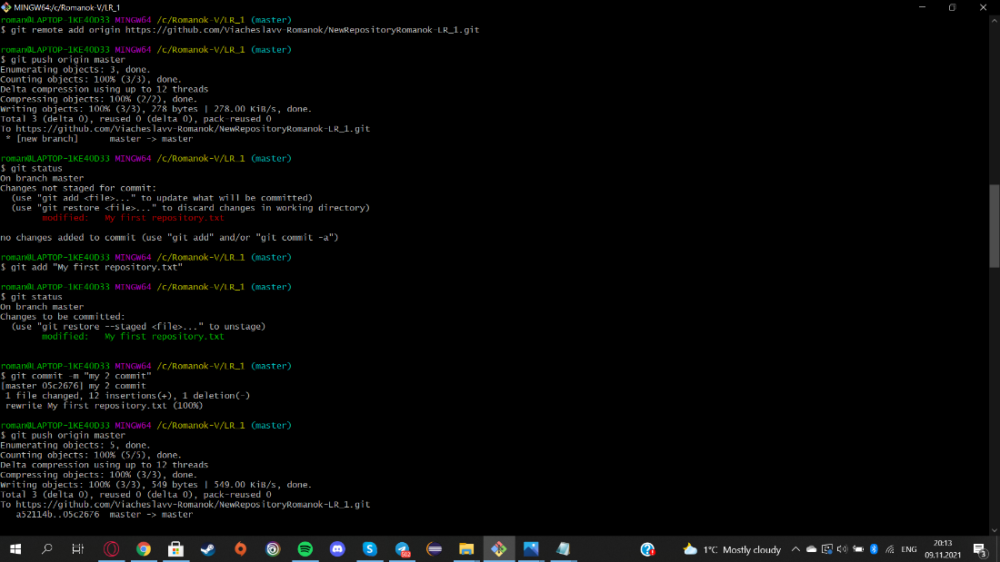 MINGW64:/c/Romanok-V/LR_1
roman@LAPTOP-1KE4OD33 MINGW64 /c/Romanok-V/LR_1 (master)
$ git remote add origin https://github.com/Viacheslavv-Romanok/NewRepositoryRomanok-LR_1.git
roman@LAPTOP-1KE4OD33 MINGW64 /c/Romanok-V/LR_1 (master)
$ git push origin master
Enumerating objects: 3, done.
Counting objects: 100% (3/3), done.
Delta compression using up to 12 threads
Compressing objects: 100% (2/2), done.
Writing objects: 100% (3/3), 278 bytes | 278.00 KiB/s, done.
Total 3 (delta 0), reused 0 (delta 0), pack-reused 0
To https://github.com/Viacheslavv-Romanok/NewRepositoryRomanok-LR_1.git
* [new branch]      master -> master
roman@LAPTOP-1KE4OD33 MINGW64 /c/Romanok-V/LR_1 (master)
$ git status
On branch master
Changes not staged for commit:
(use "git add <file>..." to update what will be committed)
(use "git restore <file>..." to discard changes in working directory)
modified:   My first repository.txt
no changes added to commit (use "git add" and/or "git commit -a")
roman@LAPTOP-1KE4OD33 MINGW64 /c/Romanok-V/LR_1 (master)
$ git add "My first repository.txt"
roman@LAPTOP-1KE4OD33 MINGW64 /c/Romanok-V/LR_1 (master)
$ git status
On branch master
Changes to be committed:
(use "git restore --staged <file>..." to unstage)
modified:   My first repository.txt
roman@LAPTOP-1KE4OD33 MINGW64 /c/Romanok-V/LR_1 (master)
$ git commit -m "my 2 commit"
[master 05c2676] my 2 commit
1 file changed, 12 insertions(+), 1 deletion(-)
rewrite My first repository.txt (100%)
roman@LAPTOP-1KE4OD33 MINGW64 /c/Romanok-V/LR_1 (master)
$ git push origin master
Enumerating objects: 5, done.
Counting objects: 100% (5/5), done.
Delta compression using up to 12 threads
Compressing objects: 100% (3/3), done.
Writing objects: 100% (3/3), 549 bytes | 549.00 KiB/s, done.
Total 3 (delta 0), reused 0 (delta 0), pack-reused 0
To https://github.com/Viacheslavv-Romanok/NewRepositoryRomanok-LR_1.git
a52114b..05c2676  master -> master
502
1°C Mostly cloudy
ENG
20:13
09.11.2021
3